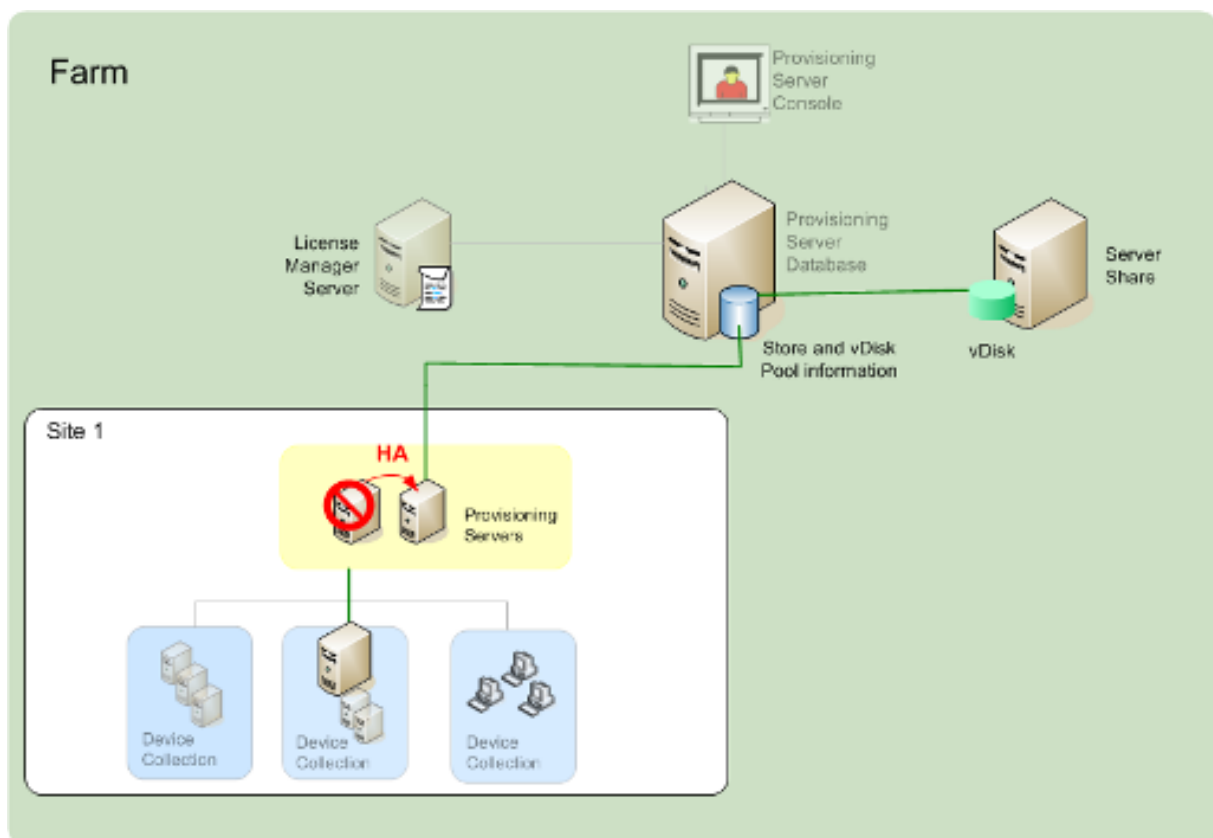 Farm
Provisioning
Server
Console
License
Manager
Server
Provisioning
Server
Database
Server
Share
Store and vDisk
Pool information
vDisk
Site 1
HA
Provisioning
Servers
Device
Collection
Device
Collection
Device
Collection